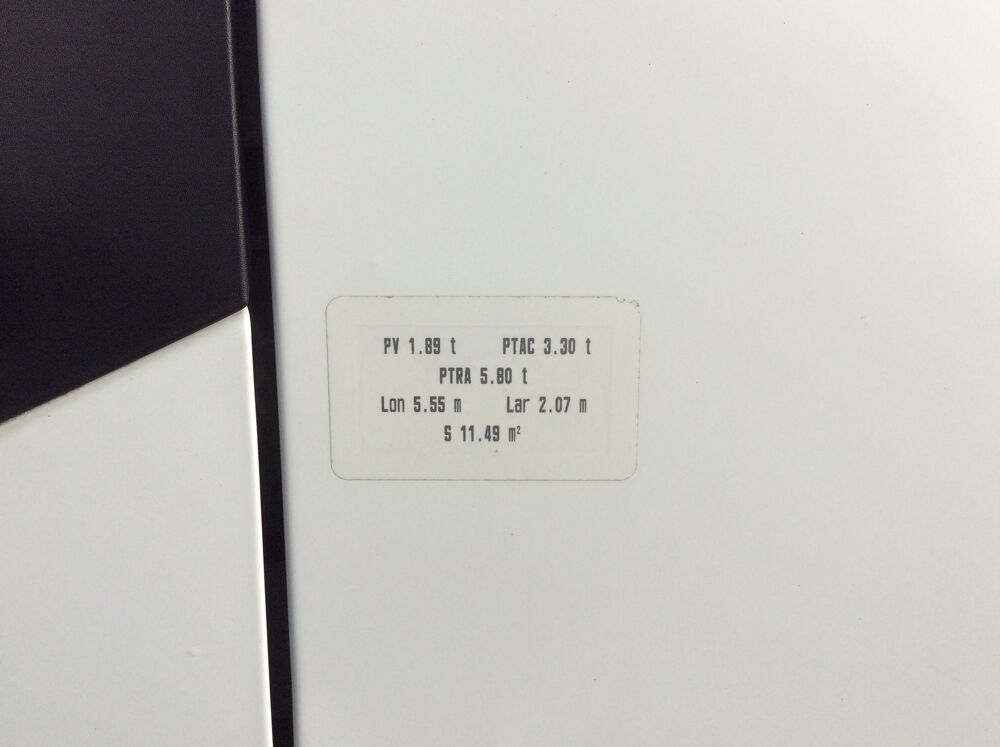 PV 1.89 t PTAC 3.30 t
PTRA 5.80 t
Lon 5.55 m Lar 2.07 m
S 11.49 m²